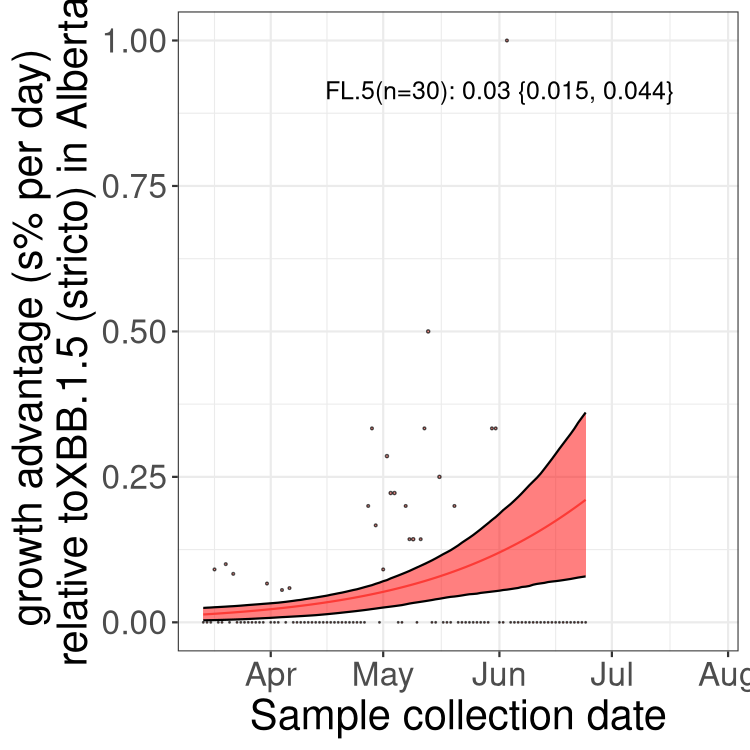 growth advantage (s% per day)
relative toXBB.1.5 (stricto) in Alberta
1.00
0.75
0.50
0.25
0.00
FL.5(n=30): 0.03 {0.015, 0.044}
Apr
May
Jun
Jul
Aug
Sample collection date